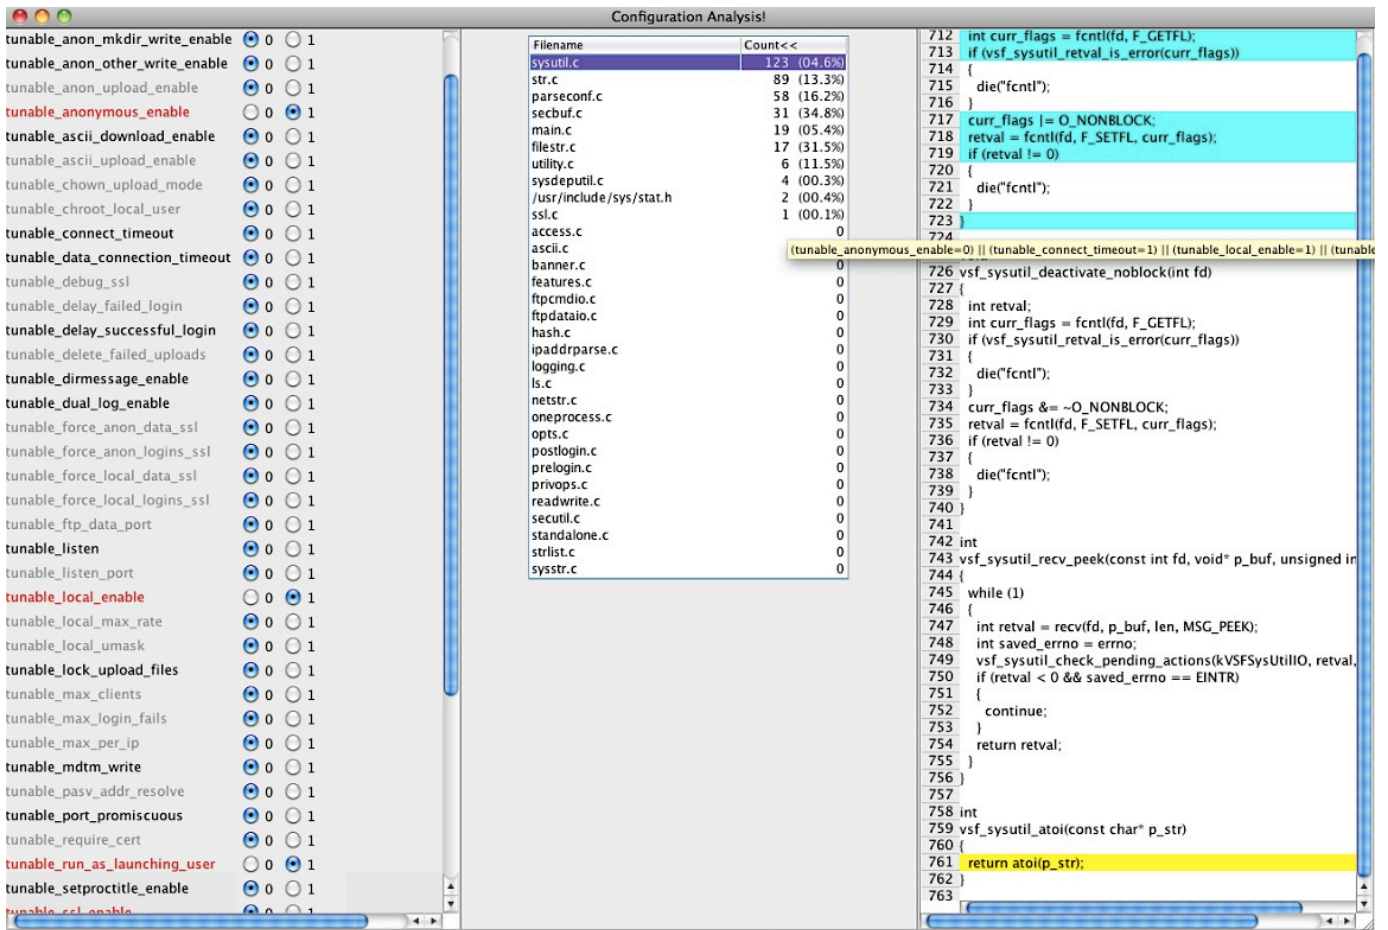 Configuration Analysis!
tunable_anon_mkdir_write_enable 0 1
tunable_anon_other_write_enable 0 1
tunable_anon_upload_enable 0 1
tunable_anonymous_enable 0 1
tunable_ascii_download_enable 0 1
tunable_ascii_upload_enable 0 1
tunable_chown_upload_mode 0 1
tunable_chroot_local_user 0 1
tunable_connect_timeout 0 1
tunable_data_connection_timeout 0 1
tunable_debug_ssl 0 1
tunable_delay_failed_login 0 1
tunable_delay_successful_login 0 1
tunable_delete_failed_uploads 0 1
tunable_dirmessage_enable 0 1
tunable_dual_log_enable 0 1
tunable_force_anon_data_ssl 0 1
tunable_force_anon_logins_ssl 0 1
tunable_force_local_data_ssl 0 1
tunable_force_local_logins_ssl 0 1
tunable_ftp_data_port 0 1
tunable_listen 0 1
tunable_listen_port 0 1
tunable_local_enable 0 1
tunable_local_max_rate 0 1
tunable_local_umask 0 1
tunable_lock_upload_files 0 1
tunable_max_clients 0 1
tunable_max_login_fails 0 1
tunable_max_per_ip 0 1
tunable_mdtm_write 0 1
tunable_pasv_addr_resolve 0 1
tunable_port_promiscuous 0 1
tunable_require_cert 0 1
tunable_run_as_launching_user 0 1
tunable_setproctitle_enable 0 1
tunable_ssl_enable 0 1
Filename Count<<
sysutil.c 123 (04.6%)
str.c 89 (13.3%)
parseconf.c 58 (16.2%)
secbuf.c 31 (34.8%)
main.c 19 (05.4%)
filestr.c 17 (31.5%)
utility.c 6 (11.5%)
sysdeputil.c 4 (00.3%)
/usr/include/sys/stat.h 2 (00.4%)
ssl.c 1 (00.1%)
access.c 0
ascii.c
banner.c 0
features.c 0
ftpcmdio.c 0
ftpdataio.c 0
hash.c 0
ipaddrparse.c 0
logging.c 0
ls.c 0
netstr.c 0
oneprocess.c 0
opts.c 0
postlogin.c 0
prelogin.c 0
privops.c 0
readwrite.c 0
secutil.c 0
standalone.c 0
strlist.c 0
sysstr.c 0
712 int curr_flags = fcntl(fd, F_GETFL);
713 if (vsf_sysutil_retval_is_error(curr_flags))
714 {
715 die("fcntl");
716 }
717 curr_flags |= O_NONBLOCK;
718 retval = fcntl(fd, F_SETFL, curr_flags);
719 if (retval != 0)
720 {
721 die("fcntl");
722 }
723 }
724
(tunable_anonymous_enable=0) || (tunable_connect_timeout=1) || (tunable_local_enable=1) || (tunable
726 vsf_sysutil_deactivate_noblock(int fd)
727 {
728 int retval;
729 int curr_flags = fcntl(fd, F_GETFL);
730 if (vsf_sysutil_retval_is_error(curr_flags))
731 {
732 die("fcntl");
733 }
734 curr_flags &= ~O_NONBLOCK;
735 retval = fcntl(fd, F_SETFL, curr_flags);
736 if (retval != 0)
737 {
738 die("fcntl");
739 }
740 }
741
742 int
743 vsf_sysutil_recv_peek(const int fd, void* p_buf, unsigned in
744 {
745 while (1)
746 {
747 int retval = recv(fd, p_buf, len, MSG_PEEK);
748 int saved_errno = errno;
749 vsf_sysutil_check_pending_actions(kVSFSysUtilIO, retval,
750 if (retval < 0 && saved_errno == EINTR)
751 {
752 continue;
753 }
754 return retval;
755 }
756 }
757
758 int
759 vsf_sysutil_atoi(const char* p_str)
760 {
761 return atoi(p_str);
762 }
763